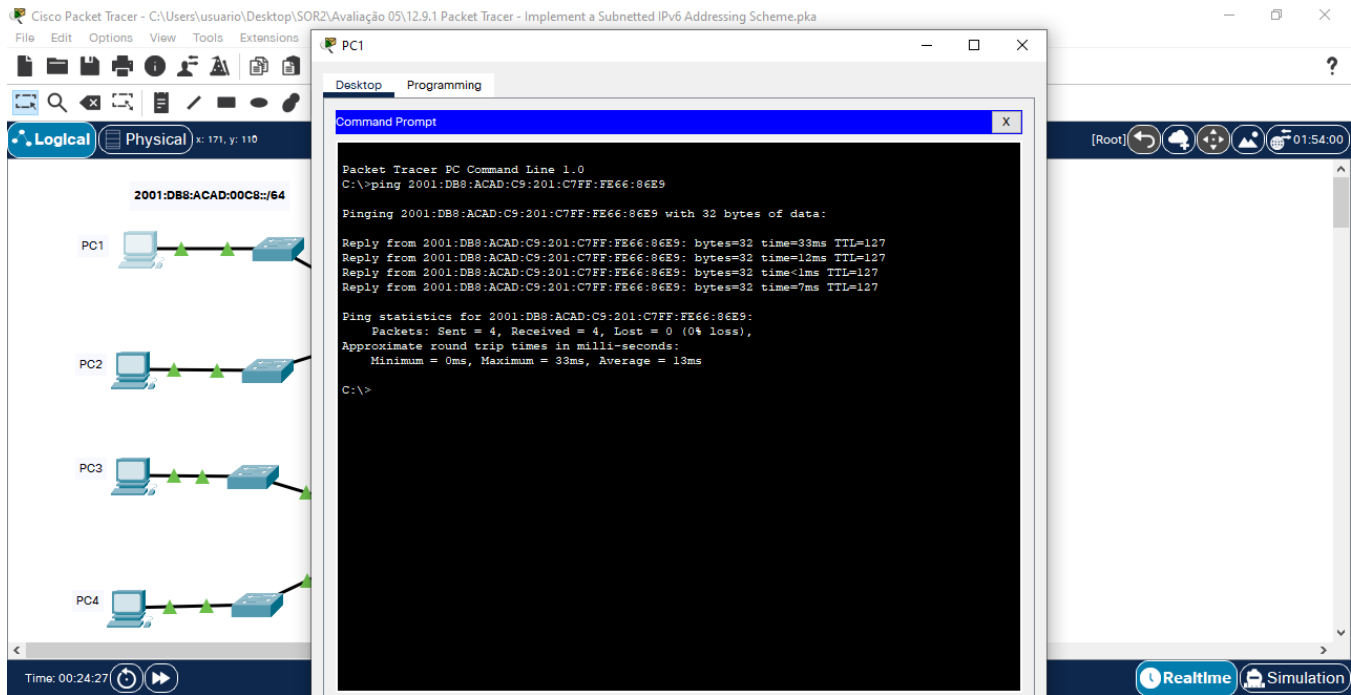 Cisco Packet Tracer - C:\Users\usuario\Desktop\SOR2\Avaliação 05\12.9.1 Packet Tracer - Implement a Subnetted IPv6 Addressing Scheme.pka
File Edit Options View Tools Extensions
PC1
Desktop Programming
Command Prompt
X
Logical
Physical
x: 171, y: 110
[Root]
01:54:00
Packet Tracer PC Command Line 1.0
C:\>ping 2001:DB8:ACAD:C9:201:C7FF:FE66:86E9
Pinging 2001:DB8:ACAD:C9:201:C7FF:FE66:86E9 with 32 bytes of data:
Reply from 2001:DB8:ACAD:C9:201:C7FF:FE66:86E9: bytes=32 time=33ms TTL=127
Reply from 2001:DB8:ACAD:C9:201:C7FF:FE66:86E9: bytes=32 time=12ms TTL=127
Reply from 2001:DB8:ACAD:C9:201:C7FF:FE66:86E9: bytes=32 time<1ms TTL=127
Reply from 2001:DB8:ACAD:C9:201:C7FF:FE66:86E9: bytes=32 time=7ms TTL=127
Ping statistics for 2001:DB8:ACAD:C9:201:C7FF:FE66:86E9:
Packets: Sent = 4, Received = 4, Lost = 0 (0% loss),
Approximate round trip times in milli-seconds:
Minimum = 0ms, Maximum = 33ms, Average = 13ms
C:\>
2001:DB8:ACAD:00C8::/64
PC1
PC2
PC3
PC4
Time: 00:24:27
Realtime
Simulation